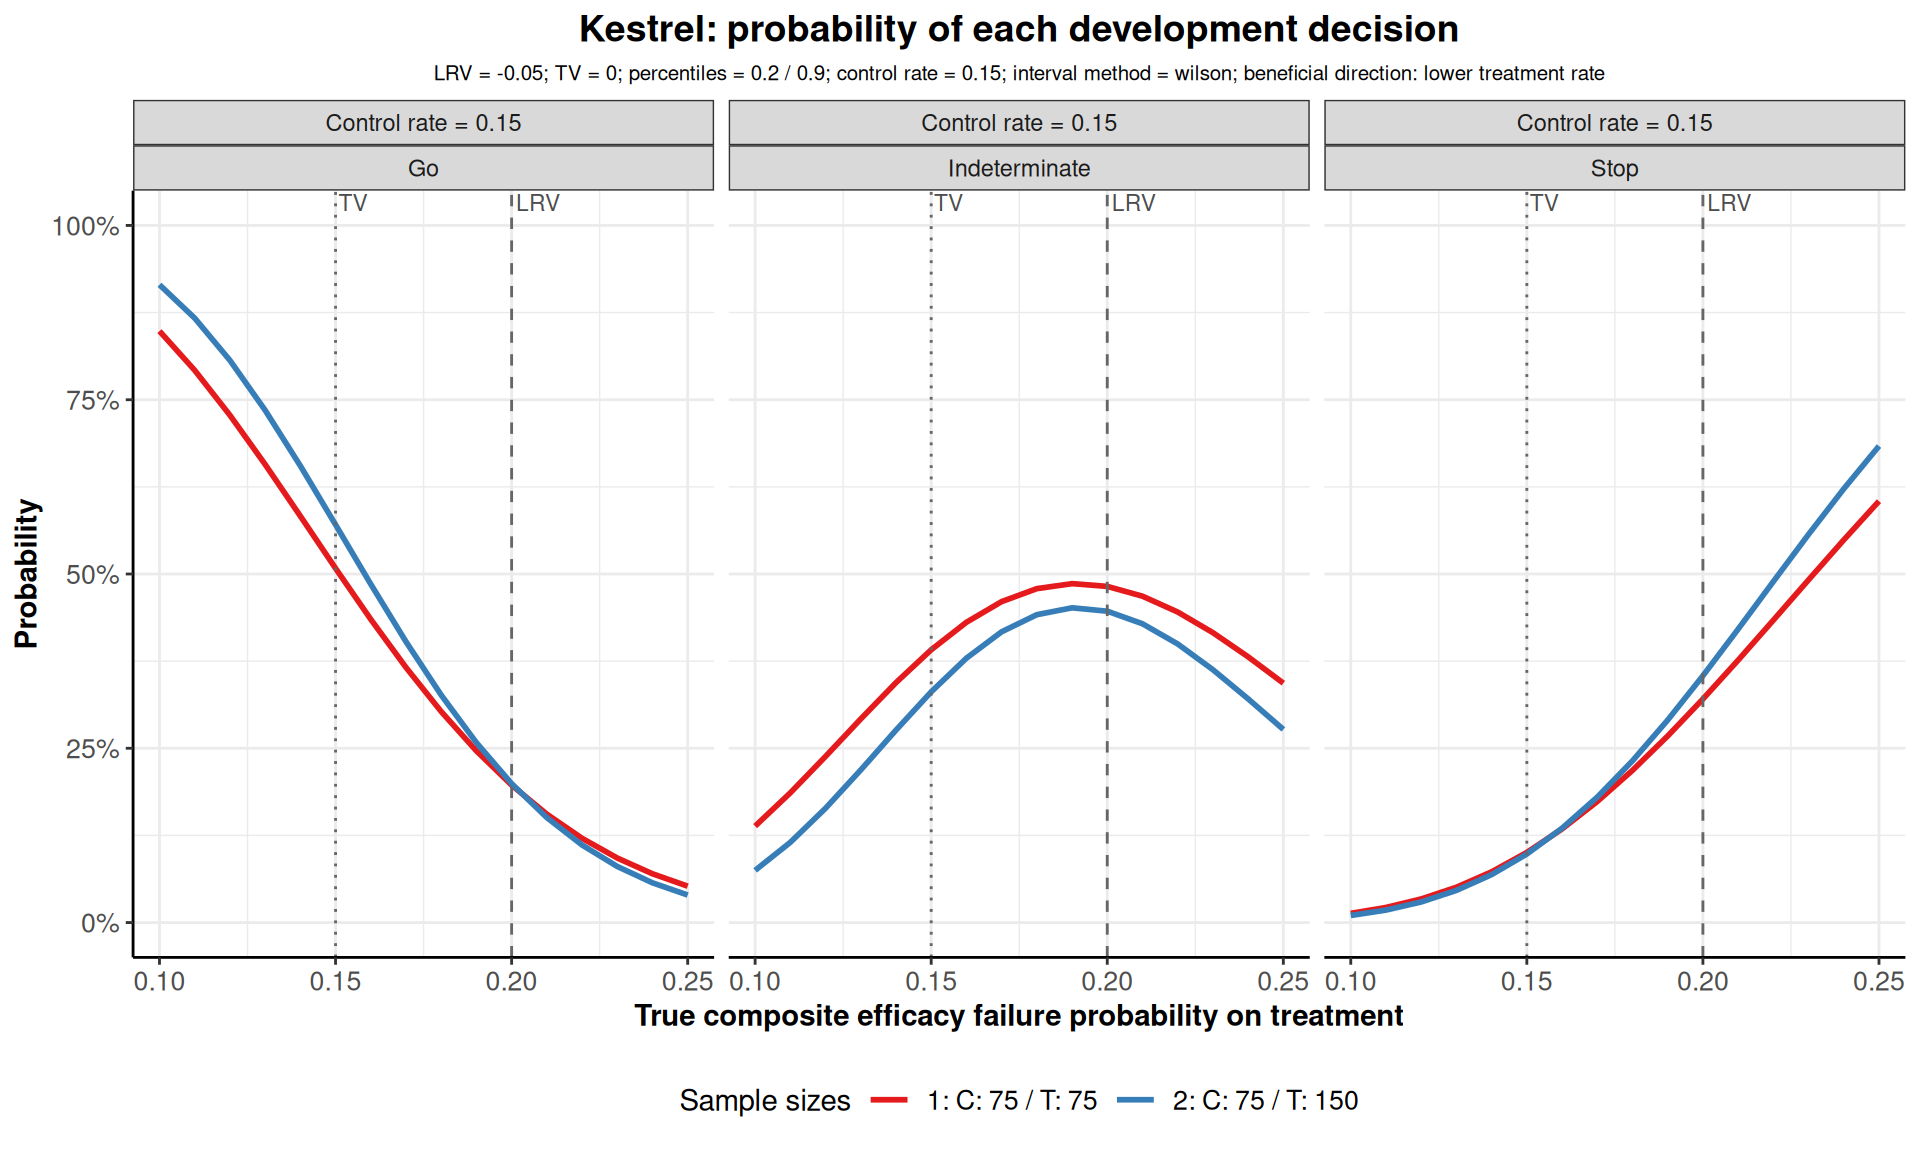 Kestrel: probability of each development decision
LRV = -0.05; TV = 0; percentiles = 0.2 / 0.9; control rate = 0.15; interval method = wilson; beneficial direction: lower treatment rate
Control rate = 0.15
Go
Control rate = 0.15
Indeterminate
Control rate = 0.15
Stop
TV
LRV
TV
LRV
TV
LRV
Probability
100%
75%
50%
25%
0%
0.10 0.15 0.20 0.25
0.10 0.15 0.20 0.25
0.10 0.15 0.20 0.25
True composite efficacy failure probability on treatment
Sample sizes 1: C: 75 / T: 75 2: C: 75 / T: 150